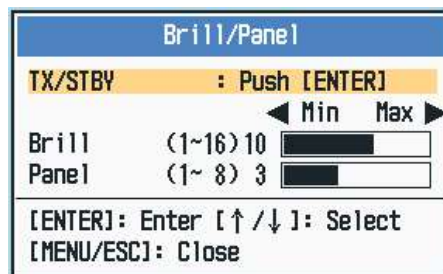 Brill/Panel
TX/STBY : Push [ENTER]
◀ Min Max ▶
Brill (1~16) 10
Panel (1~ 8) 3
[ENTER]: Enter [↑/↓]: Select
[MENU/ESC]: Close